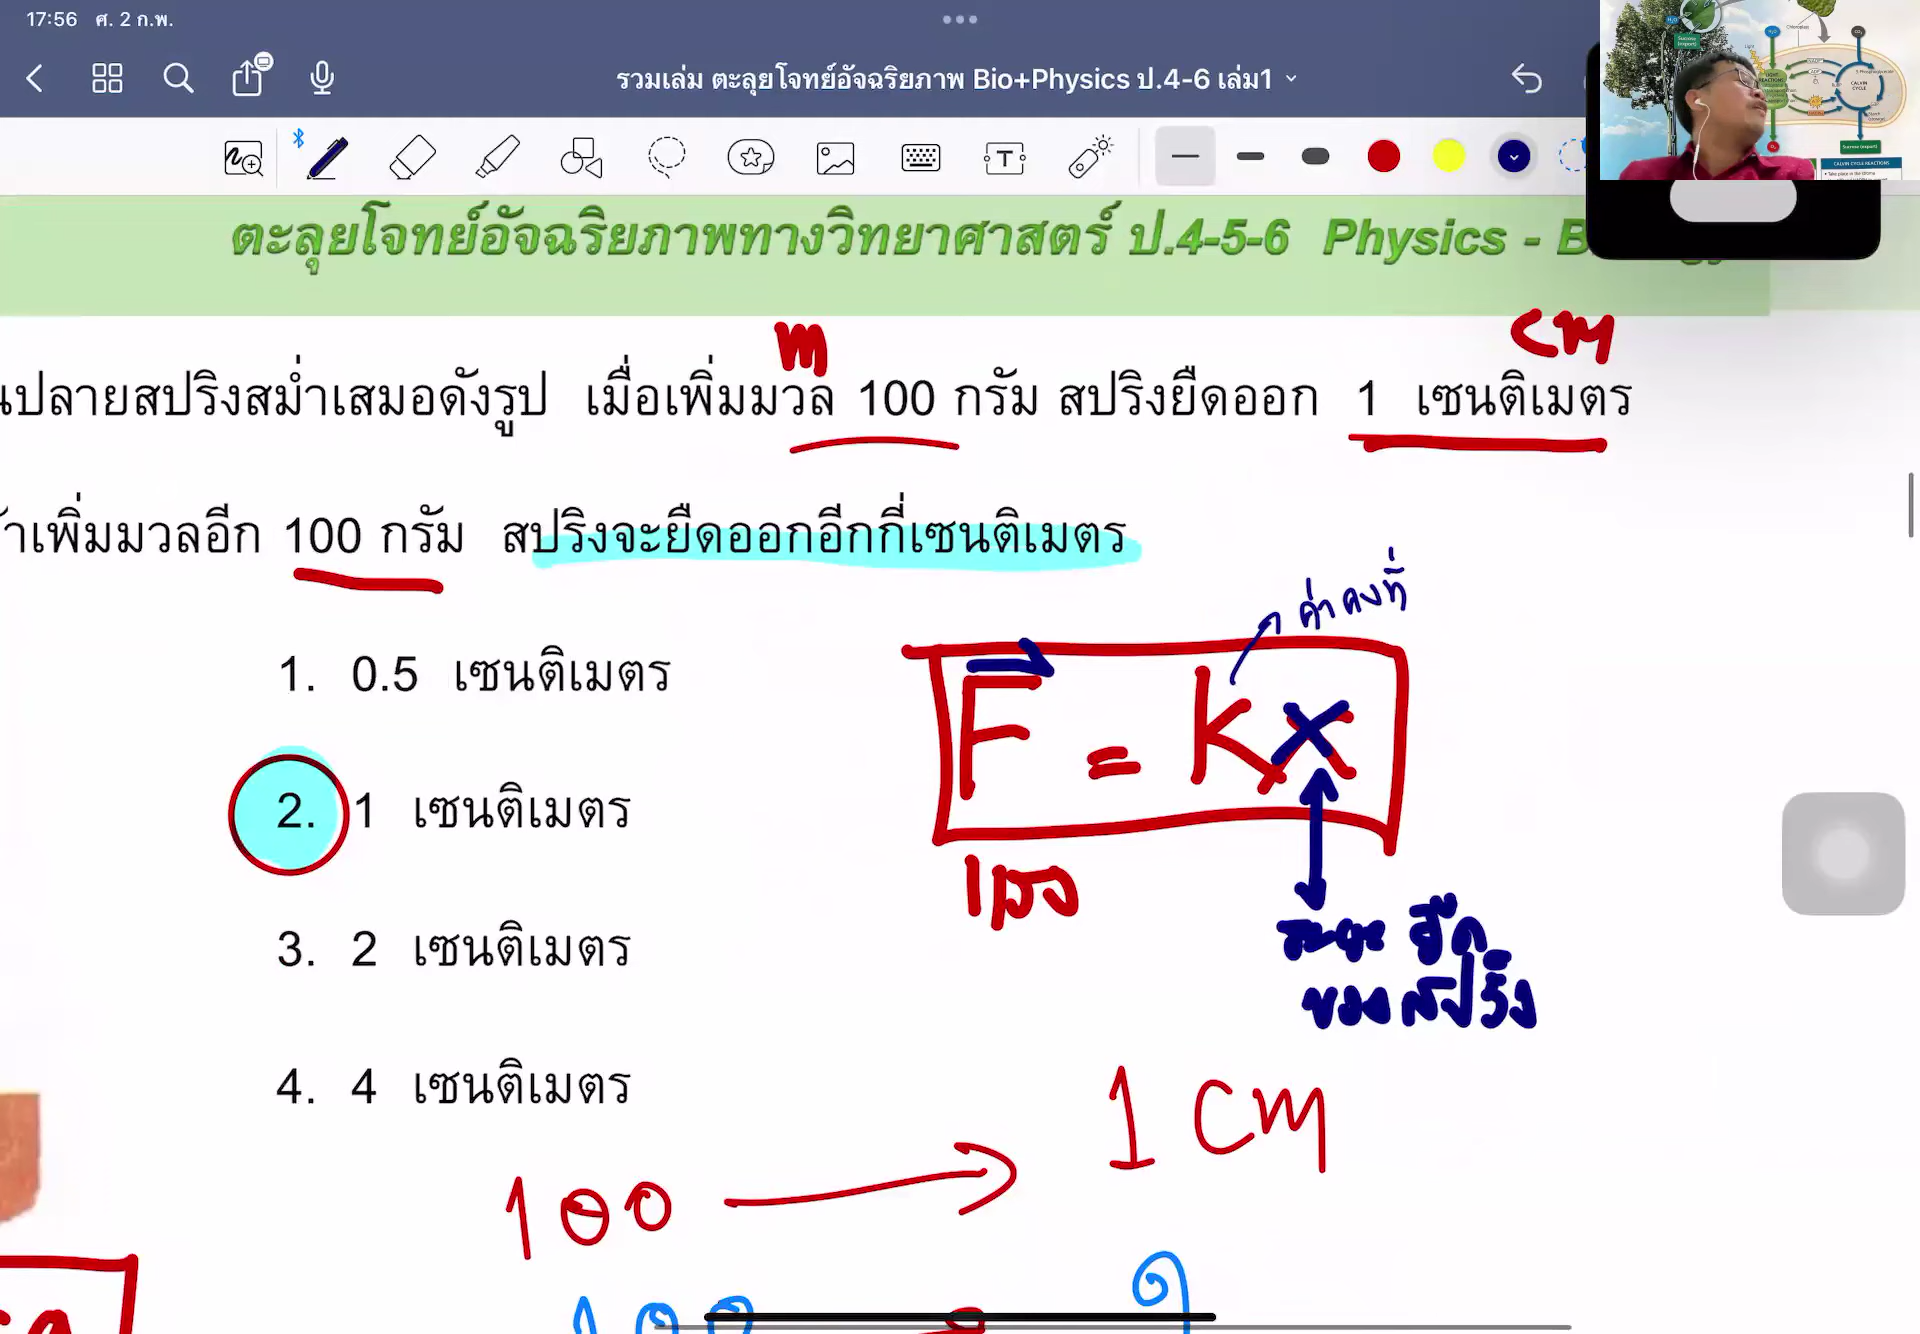 17:56 ศ. 2 ก.พ.
รวมเล่ม ตะลุยโจทย์อัจฉริยภาพ Bio+Physics ป.4-6 เล่ม1
ตะลุยโจทย์อัจฉริยภาพทางวิทยาศาสตร์ ป.4-5-6 Physics - B
m cm
นปลายสปริงสม่ำเสมอดังรูป เมื่อเพิ่มมวล 100 กรัม สปริงยืดออก 1 เซนติเมตร
าเพิ่มมวลอีก 100 กรัม สปริงจะยืดออกอีกกี่เซนติเมตร
ค่าคงที่
1. 0.5 เซนติเมตร
F = Kx
2. 1 เซนติเมตร
แรง
3. 2 เซนติเมตร
ระยะ ยืด
ของสปริง
4. 4 เซนติเมตร
100 → 1 cm
100
CALVIN CYCLE
Sucrose (export)
CALVIN CYCLE REACTIONS